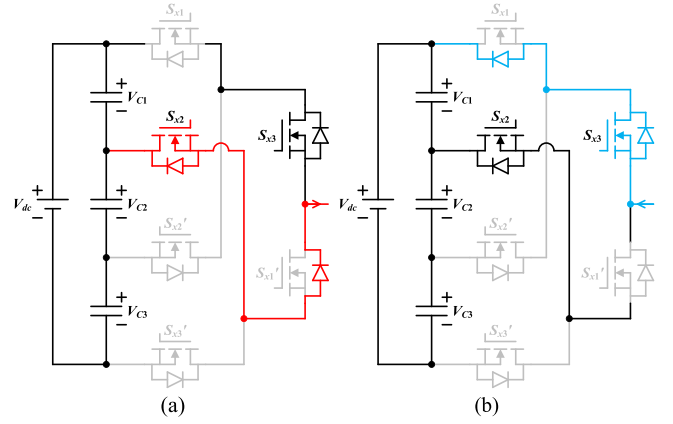 Sx1
+
VC1
−
Sx2
Sx3
+
Vdc
−
+
VC2
−
Sx2′
Sx1′
+
VC3
−
Sx3′
(a)
Sx1
+
VC1
−
Sx2
Sx3
+
Vdc
−
+
VC2
−
Sx2′
Sx1′
+
VC3
−
Sx3′
(b)